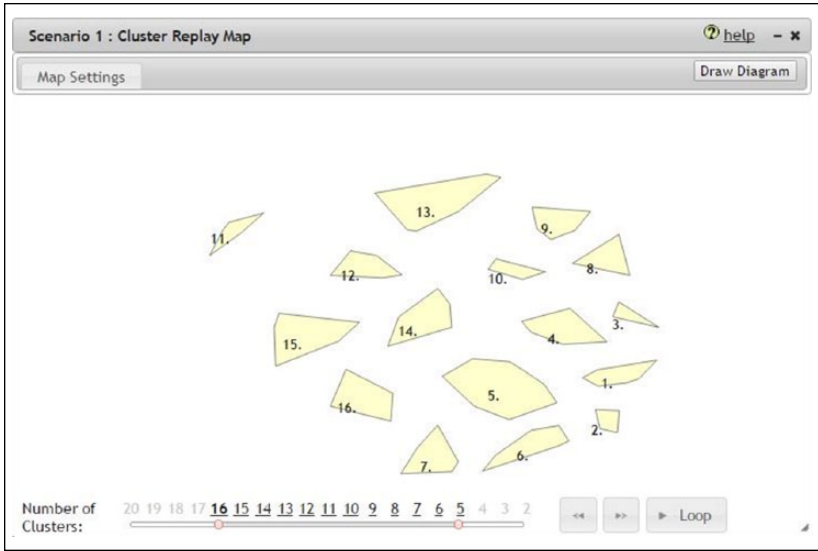 Scenario 1 : Cluster Replay Map
help
Map Settings
Draw Diagram
13.
11.
9.
8.
12.
10.
3.
14.
4.
15.
1.
5.
16.
2.
6.
7.
Number of Clusters:
20 19 18 17 16 15 14 13 12 11 10 9 8 7 6 5 4 3 2
Loop